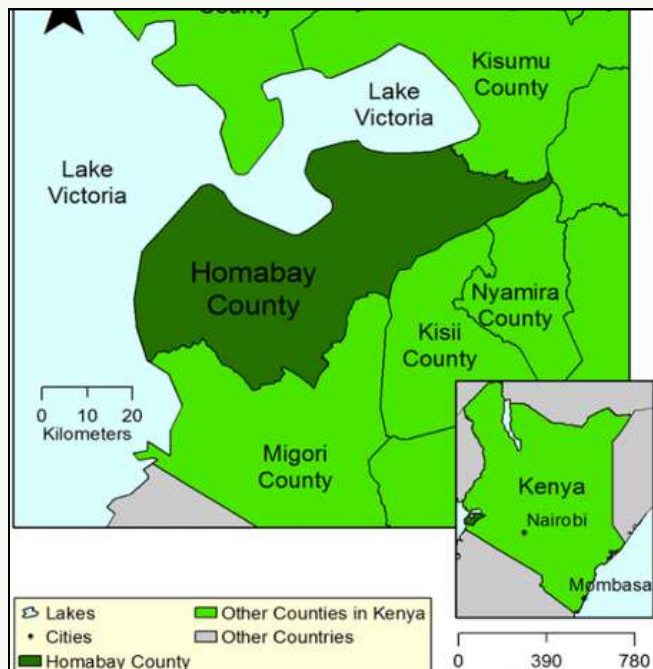 County
Kisumu
County
Lake
Victoria
Lake
Victoria
Homabay
County
Nyamira
County
Kisii
County
0 10 20
Kilometers
Migori
County
Kenya
Nairobi
Mombasa
Lakes
Cities
Homabay County
Other Counties in Kenya
Other Countries
0 390 780